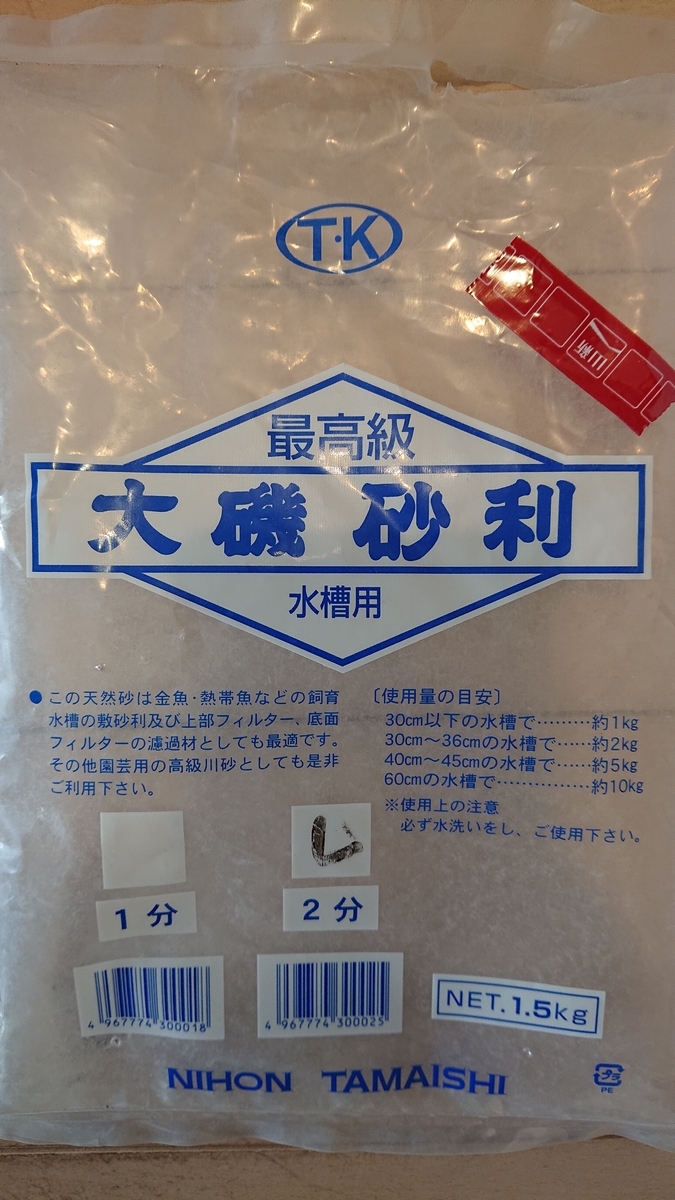 T·K
山新
最高級
大磯砂利
水槽用
●この天然砂は金魚・熱帯魚などの飼育
水槽の敷砂利及び上部フィルター、底面
フィルターの濾過材としても最適です。
その他園芸用の高級川砂としても是非
ご利用下さい。
〔使用量の目安〕
30cm以下の水槽で………約1kg
30cm〜36cmの水槽で……約2kg
40cm〜45cmの水槽で……約5kg
60cmの水槽で……………約10kg
※使用上の注意
必ず水洗いをし、ご使用下さい。
レ
1分
2分
4 967774 300018
4 967774 300025
NET.1.5kg
NIHON TAMAISHI
プラ
PE